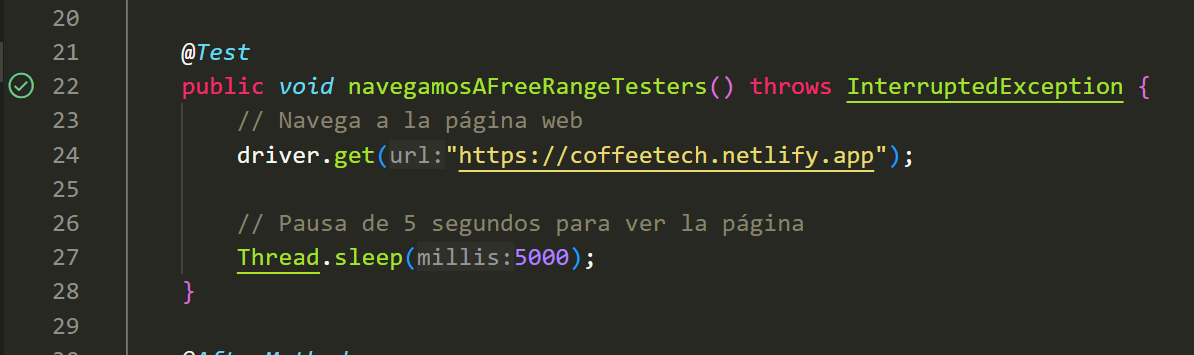 20
21 @Test
22 public void navegamosAFreeRangeTesters() throws InterruptedException {
23 // Navega a la página web
24 driver.get(url:"https://coffeetech.netlify.app");
25
26 // Pausa de 5 segundos para ver la página
27 Thread.sleep(millis:5000);
28 }
29